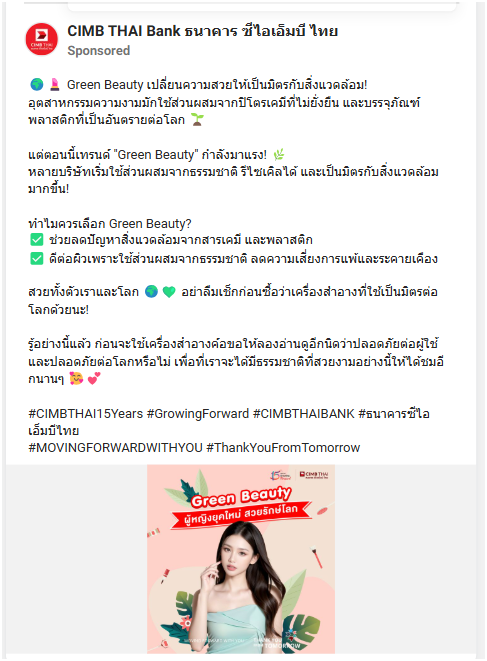 CIMB THAI Bank ธนาคาร ซีไอเอ็มบี ไทย
Sponsored
🌍💄 Green Beauty เปลี่ยนความสวยให้เป็นมิตรกับสิ่งแวดล้อม!
อุตสาหกรรมความงามมักใช้ส่วนผสมจากปิโตรเคมีที่ไม่ยั่งยืน และบรรจุภัณฑ์
พลาสติกที่เป็นอันตรายต่อโลก 🌱
แต่ตอนนี้เทรนด์ "Green Beauty" กำลังมาแรง! 🌿
หลายบริษัทเริ่มใช้ส่วนผสมจากธรรมชาติ รีไซเคิลได้ และเป็นมิตรกับสิ่งแวดล้อม
มากขึ้น!
ทำไมควรเลือก Green Beauty?
✅ ช่วยลดปัญหาสิ่งแวดล้อมจากสารเคมี และพลาสติก
✅ ดีต่อผิวเพราะใช้ส่วนผสมจากธรรมชาติ ลดความเสี่ยงการแพ้และระคายเคือง
สวยทั้งตัวเราและโลก 🌍💚 อย่าลืมเช็กก่อนซื้อว่าเครื่องสำอางที่ใช้เป็นมิตรต่อ
โลกด้วยนะ!
รู้อย่างนี้แล้ว ก่อนจะใช้เครื่องสำอางค์อขอให้ลองอ่านดูอีกนิดว่าปลอดภัยต่อผู้ใช้
และปลอดภัยต่อโลกหรือไม่ เพื่อที่เราจะได้มีธรรมชาติที่สวยงามอย่างนี้ให้ได้ชมอี
กนานๆ 🥰💕
#CIMBTHAI15Years #GrowingForward #CIMBTHAIBANK #ธนาคารซีไอ
เอ็มบีไทย
#MOVINGFORWARDWITHYOU #ThankYouFromTomorrow
CIMB THAI
Green Beauty
ผู้หญิงยุคใหม่ สวยรักษ์โลก
TOMORROW